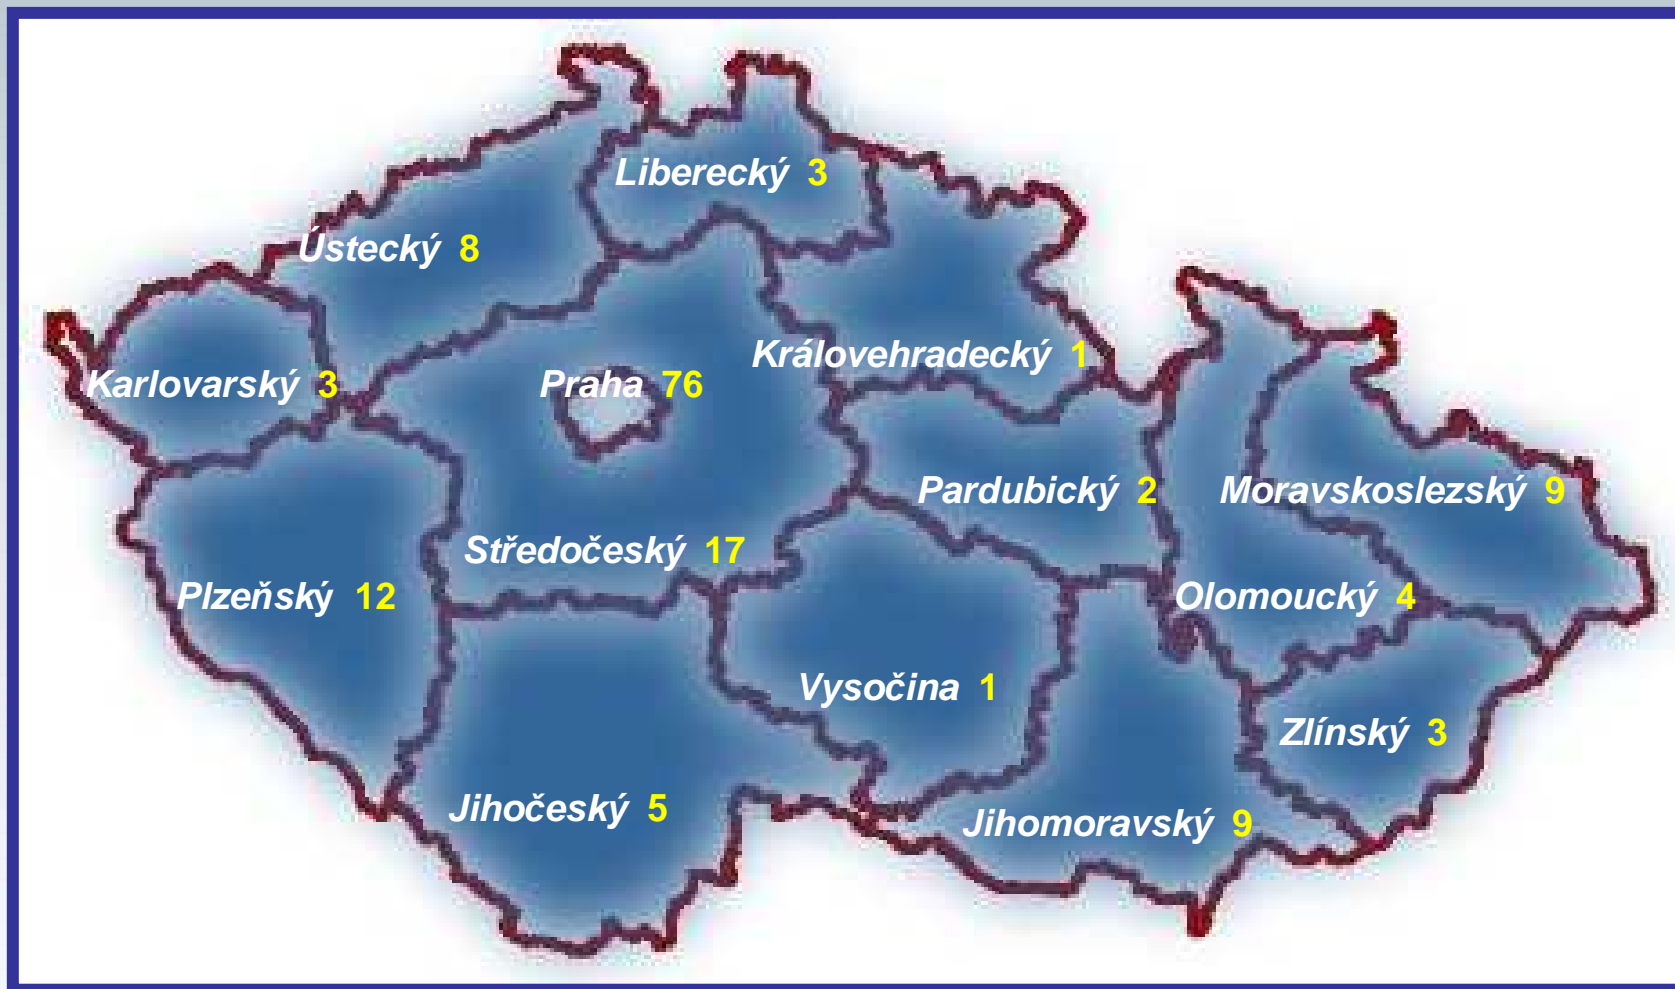 Liberecký 3
Ústecký 8
Královehradecký 1
Karlovarský 3
Praha 76
Pardubický 2
Moravskoslezský 9
Středočeský 17
Plzeňský 12
Olomoucký 4
Vysočina 1
Zlínský 3
Jihočeský 5
Jihomoravský 9